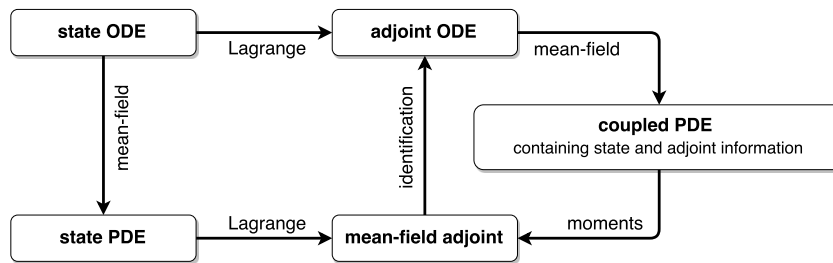 state ODE
Lagrange
adjoint ODE
mean-field
mean-field
identification
coupled PDE
containing state and adjoint information
state PDE
Lagrange
mean-field adjoint
moments